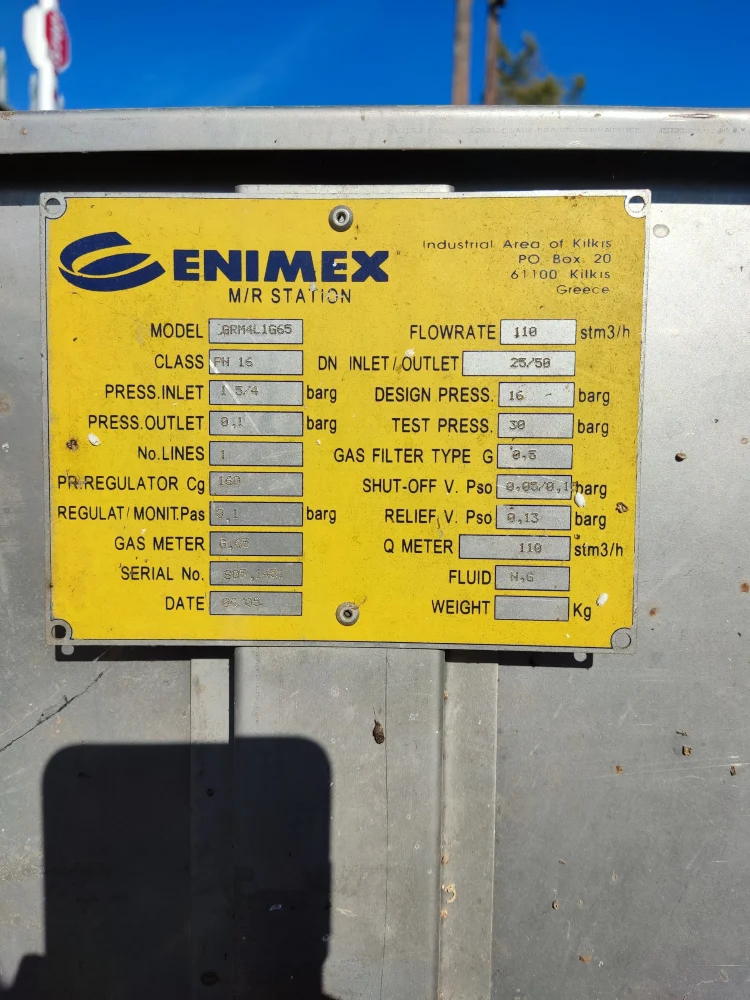 ENIMEX
M/R STATION
Industrial Area of Kilkis
P.O. Box. 20
61100 Kilkis
Greece
MODEL GRM4L1G65 FLOWRATE 110 stm3/h
CLASS PN 16 DN INLET/OUTLET 25/50
PRESS.INLET 1 5/4 barg DESIGN PRESS. 16 barg
PRESS.OUTLET 0,1 barg TEST PRESS. 30 barg
No.LINES 1 GAS FILTER TYPE G 0,5
PR.REGULATOR Cg 160 SHUT-OFF V. Pso barg
REGULAT/MONIT.Pas 0,1 barg RELIEF V. Pso 0,13 barg
GAS METER Q METER 110 stm3/h
SERIAL No. FLUID N,G
DATE WEIGHT Kg